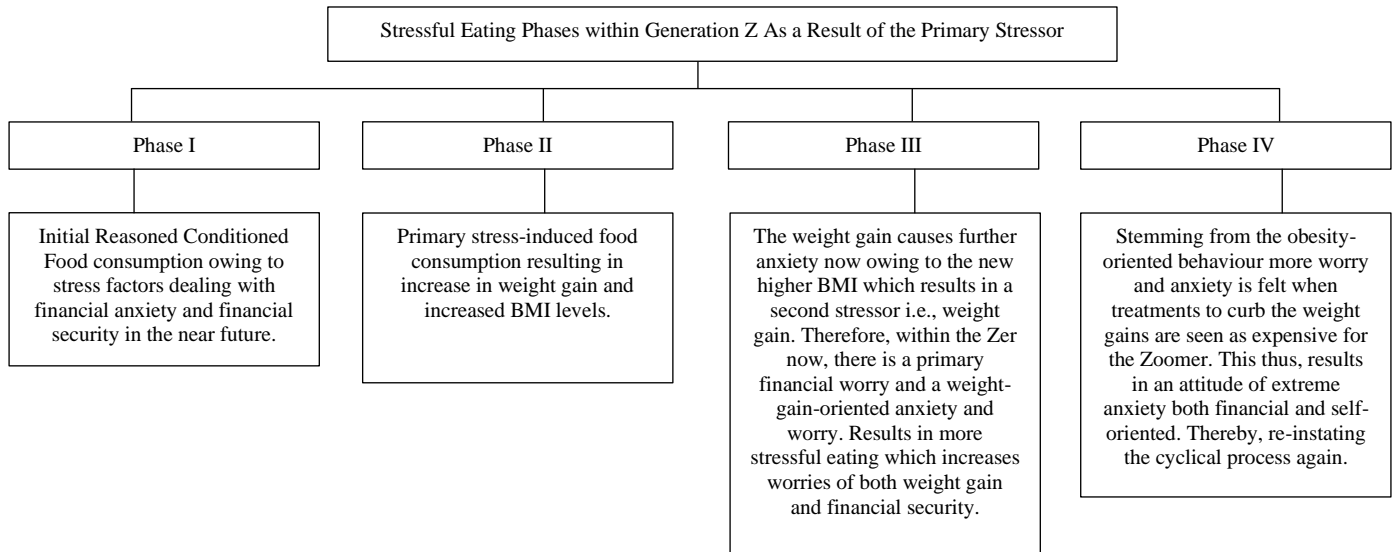 Stressful Eating Phases within Generation Z As a Result of the Primary Stressor
Phase I
Phase II
Phase III
Phase IV
Initial Reasoned Conditioned
Food consumption owing to
stress factors dealing with
financial anxiety and financial
security in the near future.
Primary stress-induced food
consumption resulting in
increase in weight gain and
increased BMI levels.
The weight gain causes further
anxiety now owing to the new
higher BMI which results in a
second stressor i.e., weight
gain. Therefore, within the Zer
now, there is a primary
financial worry and a weight-
gain-oriented anxiety and
worry. Results in more
stressful eating which increases
worries of both weight gain
and financial security.
Stemming from the obesity-
oriented behaviour more worry
and anxiety is felt when
treatments to curb the weight
gains are seen as expensive for
the Zoomer. This thus, results
in an attitude of extreme
anxiety both financial and self-
oriented. Thereby, re-instating
the cyclical process again.